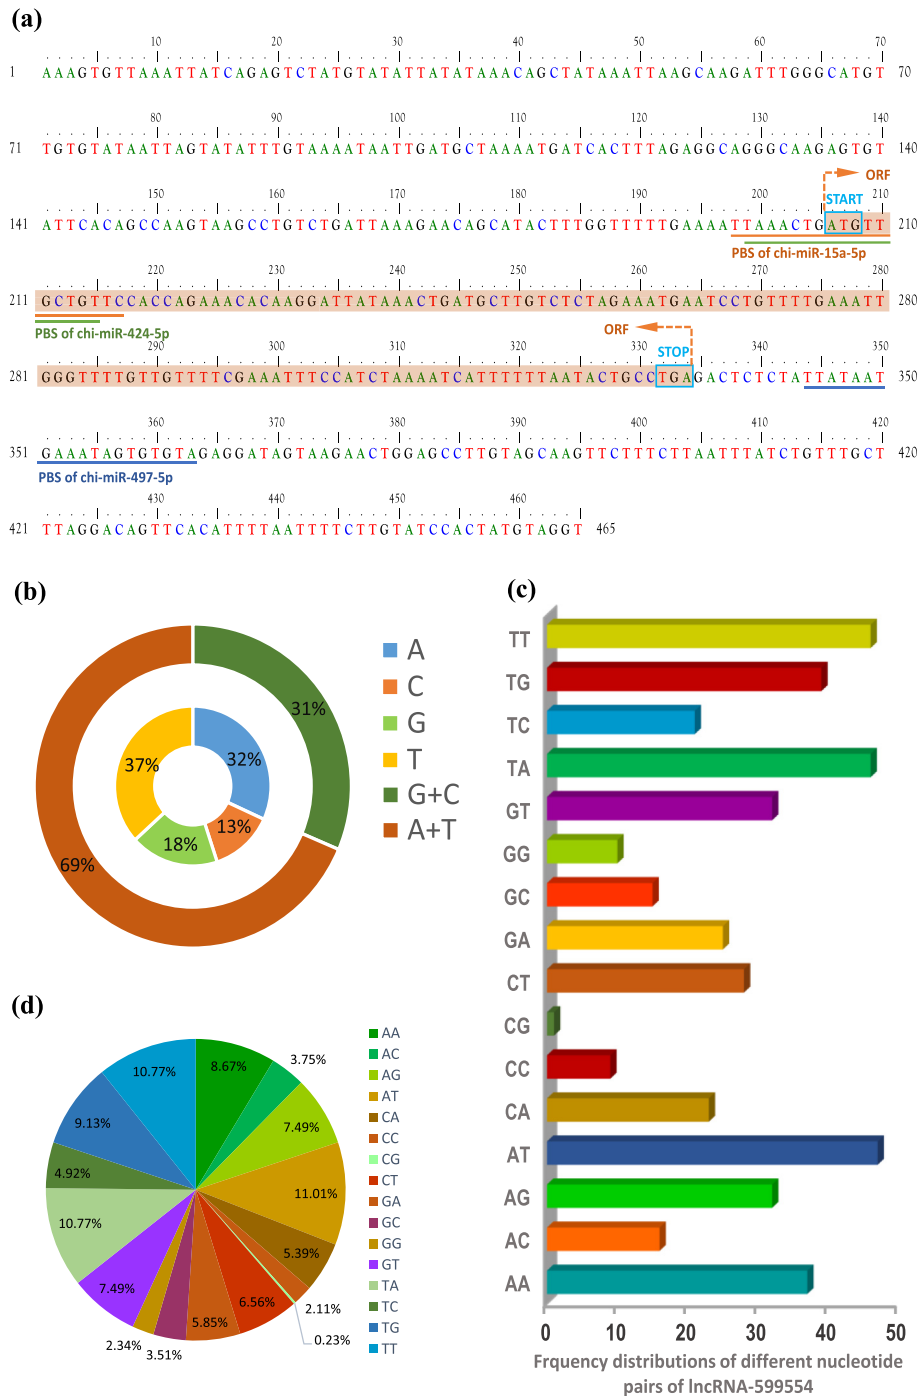 (a)
10 20 30 40 50 60 70
1 AAAGTGTTAAATTATCAGAGTCTATGTATATTATATAAACAGCTATAAATTAAGCAAGATTTGGGCATGT 70
80 90 100 110 120 130 140
71 TGTGTATAATTAGTATATTTGTAAAATAATTGATGCTAAAATGATCACTTTAGAGGCAGGGCAAGAGTGT 140
ORF
150 160 170 180 190 200 START 210
141 ATTCACAGCCAAGTAAGCCTGTCTGATTAAAGAACAGCATACTTTGGTTTTTGAAAATTAAACTGATGTT 210
PBS of chi-miR-15a-5p
220 230 240 250 260 270 280
211 GCTGTTCCACCAGAAACACAAGGATTATAAACTGATGCTTGTCTCTAGAAATGAATCCTGTTTTGAAATT 280
PBS of chi-miR-424-5p
ORF
290 300 310 320 330 STOP 340 350
281 GGGTTTTGTTGTTTTCGAAATTTCCATCTAAAATCATTTTTTAATACTGCCTGAGACTCTCTATTATAAT 350
360 370 380 390 400 410 420
351 GAAATAGTGTGTAGAGGATAGTAAGAACTGGAGCCTTGTAGCAAGTTCTTTCTTAATTTATCTGTTTGCT 420
PBS of chi-miR-497-5p
430 440 450 460
421 TTAGGACAGTTCACATTTTAATTTTCTTGTATCCACTATGTAGGT 465
(b)
31%
69%
32%
13%
18%
37%
A
C
G
T
G+C
A+T
(c)
TT
TG
TC
TA
GT
GG
GC
GA
CT
CG
CC
CA
AT
AG
AC
AA
0 10 20 30 40 50
Frquency distributions of different nucleotide
pairs of lncRNA-599554
(d)
8.67%
3.75%
7.49%
11.01%
5.39%
2.11%
0.23%
6.56%
5.85%
3.51%
2.34%
7.49%
10.77%
4.92%
9.13%
10.77%
AA
AC
AG
AT
CA
CC
CG
CT
GA
GC
GG
GT
TA
TC
TG
TT